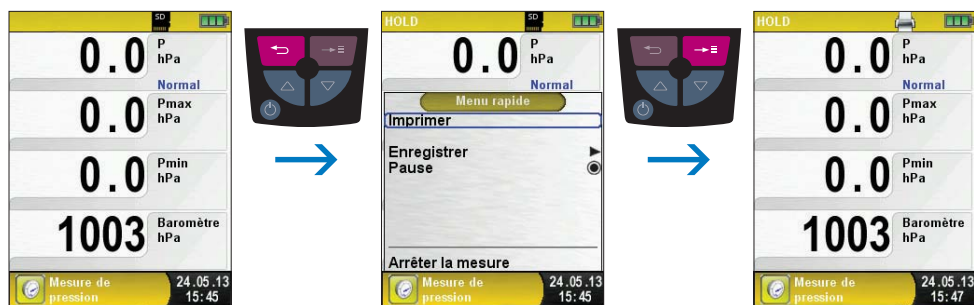 SD
0.0 P
hPa
Normal
0.0 Pmax
hPa
0.0 Pmin
hPa
1003 Baromètre
hPa
Mesure de
pression
24.05.13
15:45
HOLD
SD
0.0 P
hPa
Normal
Menu rapide
Imprimer
Enregistrer
Pause
Arrêter la mesure
Mesure de
pression
24.05.13
15:45
HOLD
0.0 P
hPa
Normal
0.0 Pmax
hPa
0.0 Pmin
hPa
1003 Baromètre
hPa
Mesure de
pression
24.05.13
15:47